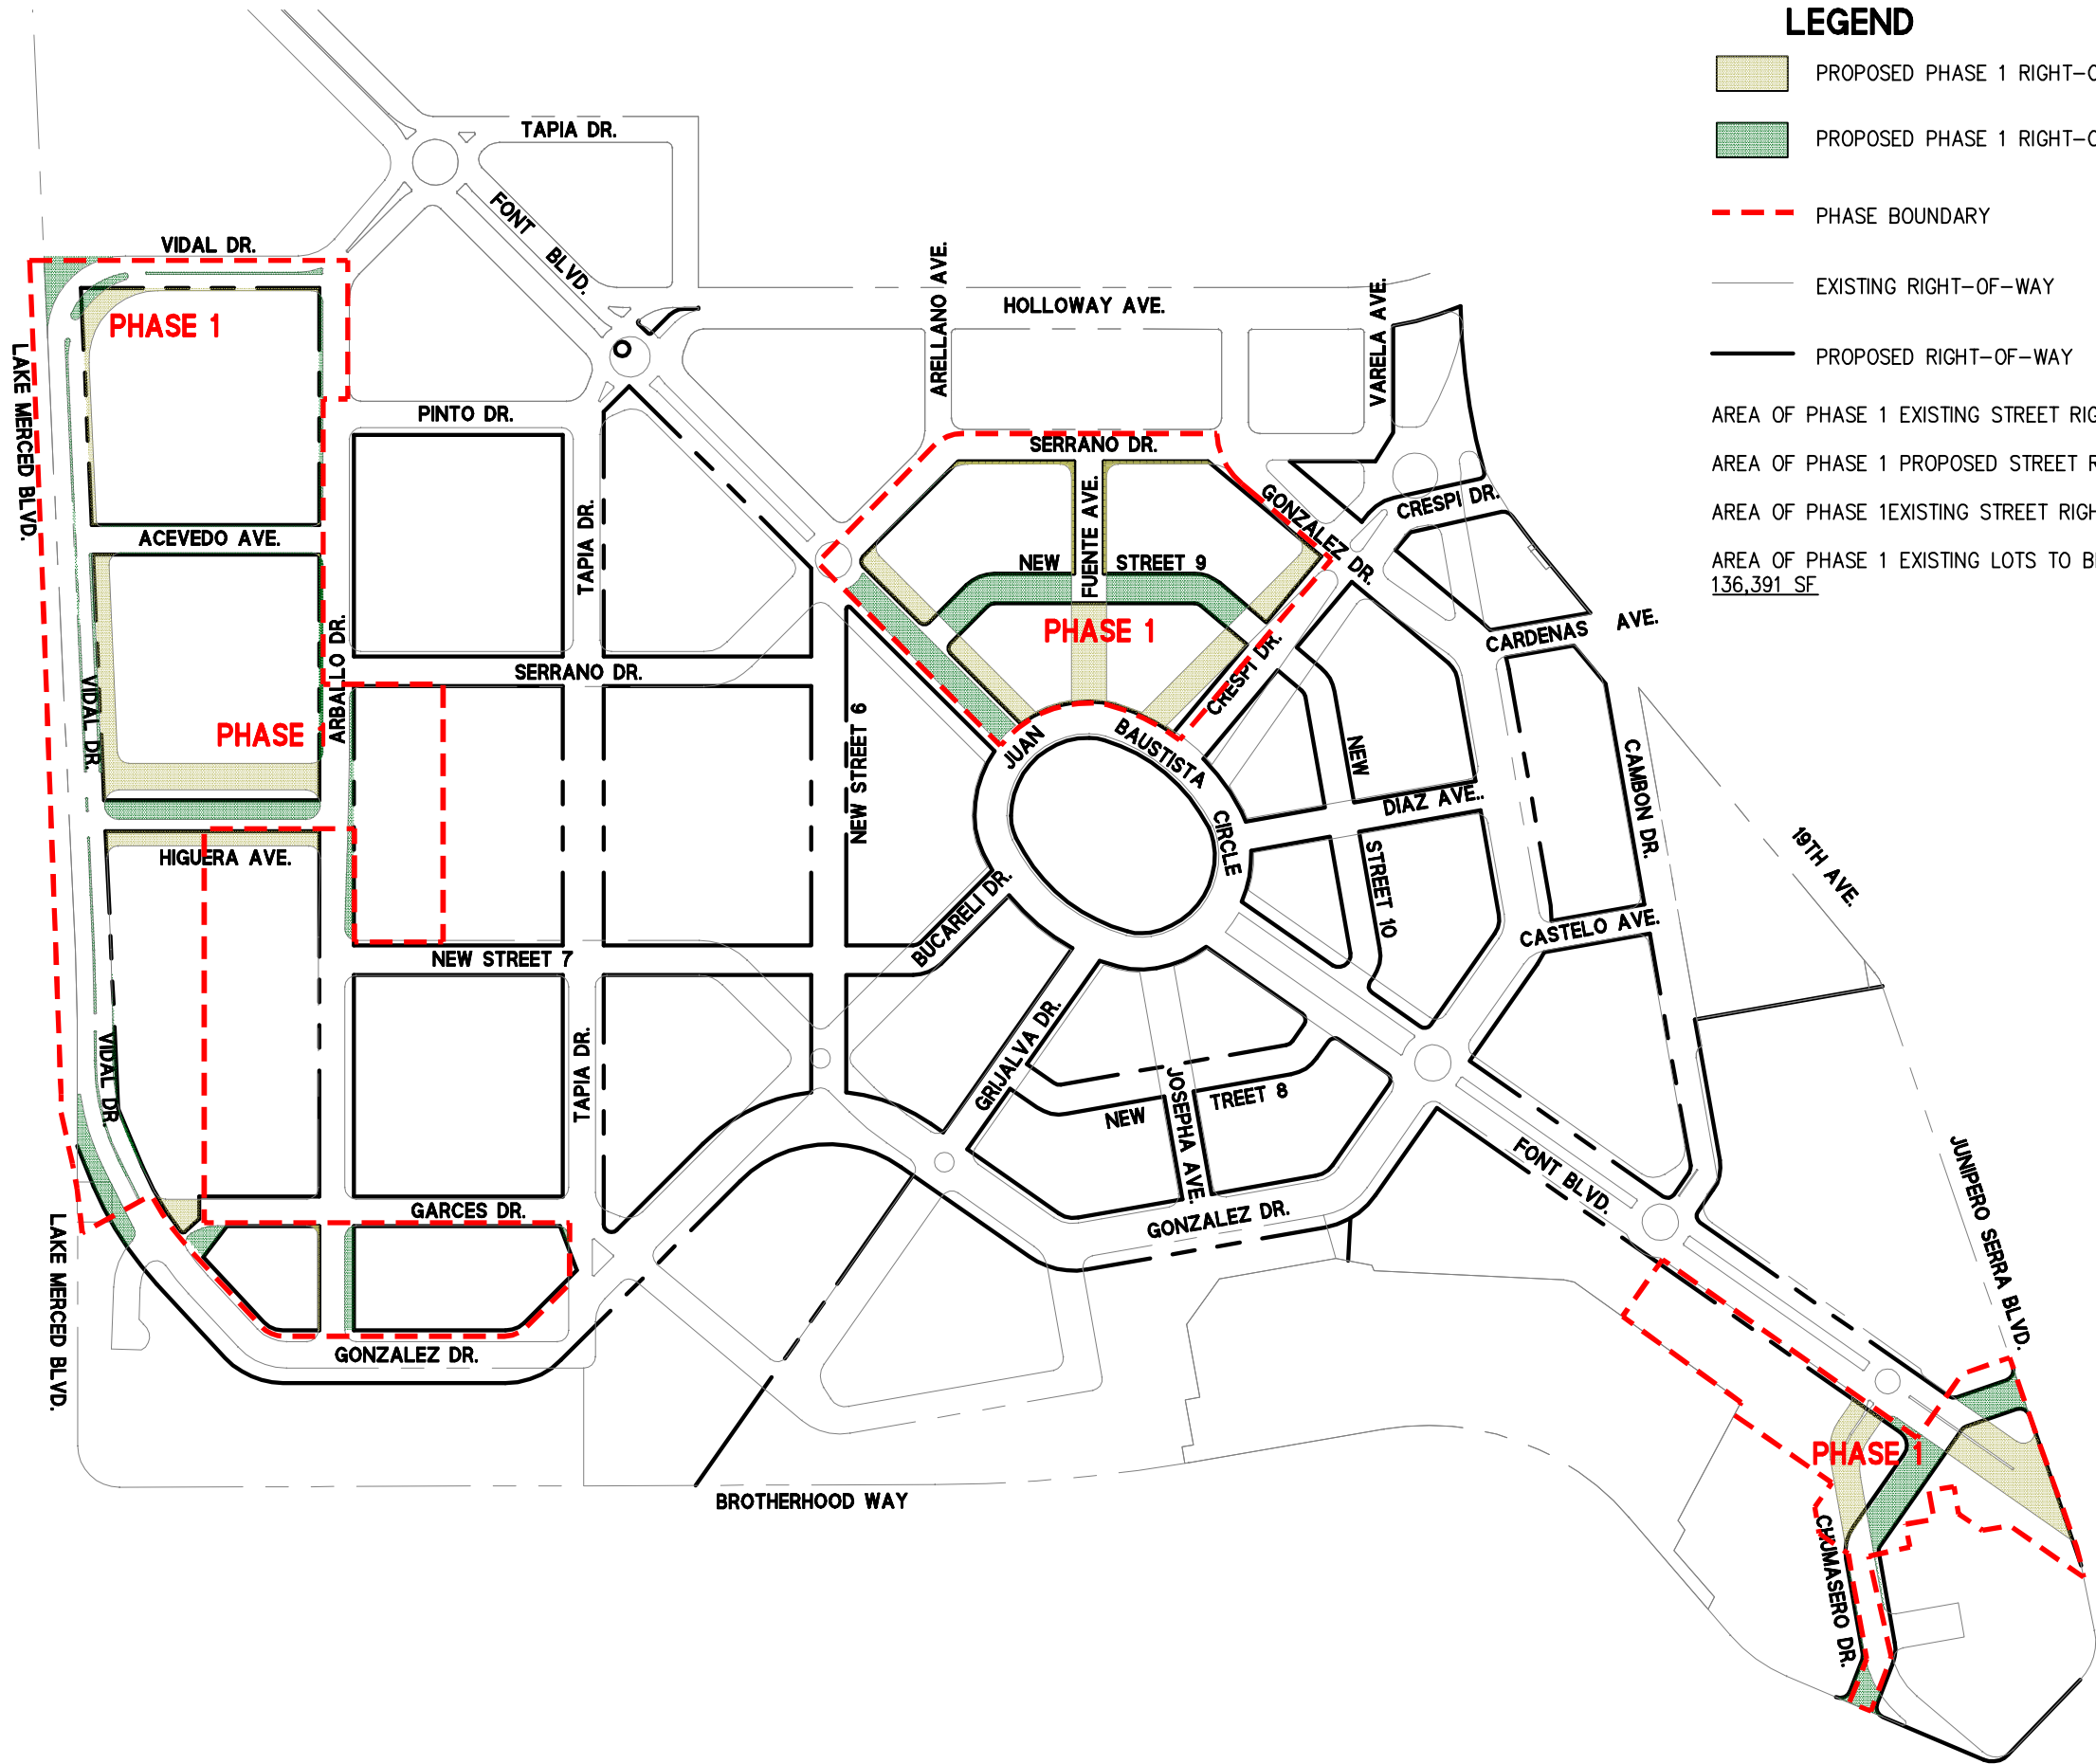 LEGEND
PROPOSED PHASE 1 RIGHT-O
PROPOSED PHASE 1 RIGHT-O
PHASE BOUNDARY
EXISTING RIGHT-OF-WAY
PROPOSED RIGHT-OF-WAY
AREA OF PHASE 1 EXISTING STREET RIG
AREA OF PHASE 1 PROPOSED STREET R
AREA OF PHASE 1EXISTING STREET RIGH
AREA OF PHASE 1 EXISTING LOTS TO B
136,391 SF
TAPIA DR.
FONT BLVD.
VIDAL DR.
PHASE 1
LAKE MERCED BLVD.
ARELLANO AVE.
HOLLOWAY AVE.
VARELA AVE.
PINTO DR.
SERRANO DR.
GONZALEZ DR.
CRESPI DR.
ACEVEDO AVE.
TAPIA DR.
FUENTE AVE.
NEW STREET 9
PHASE 1
CARDENAS AVE.
ARBALLO DR.
SERRANO DR.
CRESPI DR.
VIDAL DR.
PHASE
NEW STREET 6
JUAN BAUSTISTA CIRCLE
NEW STREET 10
DIAZ AVE..
CAMBON DR.
19TH AVE.
HIGUERA AVE.
BUCARELI DR.
CASTELO AVE.
NEW STREET 7
VIDAL DR.
TAPIA DR.
GRIJALVA DR.
JOSEPHA AVE.
NEW TREET 8
FONT BLVD.
JUNIPERO SERRA BLVD.
GARCES DR.
GONZALEZ DR.
LAKE MERCED BLVD.
GONZALEZ DR.
PHASE 1
BROTHERHOOD WAY
CHUMASERO DR.